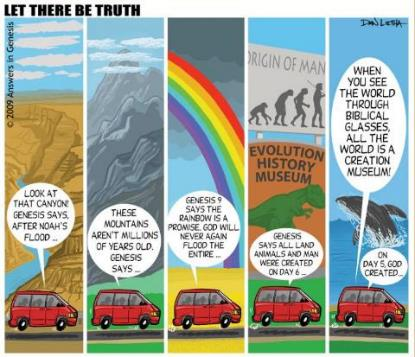 LET THERE BE TRUTH
© 2009 Answers in Genesis
LOOK AT
THAT CANYON!
GENESIS SAYS,
AFTER NOAH'S
FLOOD ...
THESE
MOUNTAINS
AREN'T MILLIONS
OF YEARS OLD.
GENESIS
SAYS ...
GENESIS 9
SAYS THE
RAINBOW IS A
PROMISE. GOD WILL
NEVER AGAIN
FLOOD THE
ENTIRE ...
ORIGIN OF MAN
EVOLUTION
HISTORY
MUSEUM
GENESIS
SAYS ALL LAND
ANIMALS AND MAN
WERE CREATED
ON DAY 6 ...
DAN LIETHA
WHEN
YOU SEE
THE WORLD
THROUGH
BIBLICAL
GLASSES,
ALL THE
WORLD IS A
CREATION
MUSEUM!
ON
DAY 5, GOD
CREATED...